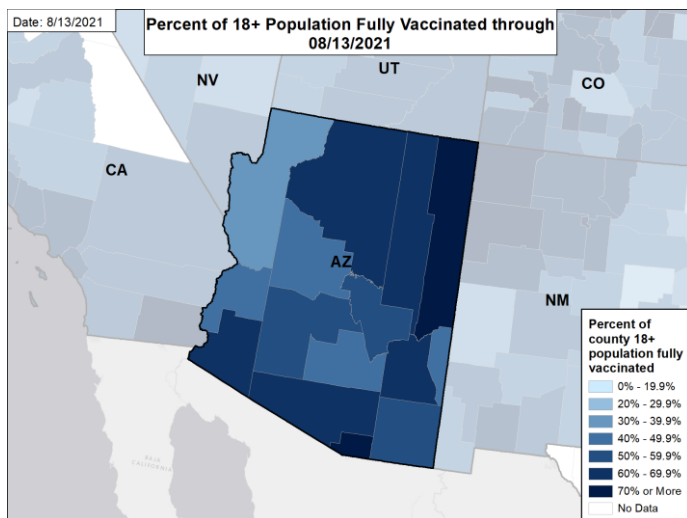 Date: 8/13/2021
Percent of 18+ Population Fully Vaccinated through
08/13/2021
NV
UT
CO
CA
AZ
NM
BAJA
CALIFORNIA
Percent of
county 18+
population fully
vaccinated
0% - 19.9%
20% - 29.9%
30% - 39.9%
40% - 49.9%
50% - 59.9%
60% - 69.9%
70% or More
No Data